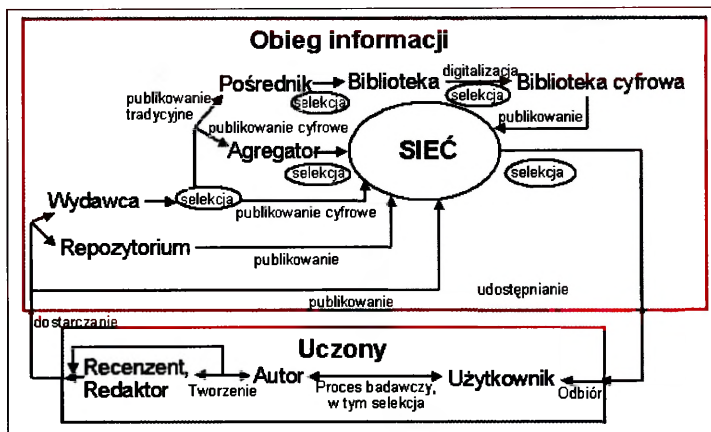 Obieg informacji
Pośrednik
Biblioteka
digitalizacja
Biblioteka cyfrowa
selekcja
selekcja
publikowanie
tradycyjne
publikowanie
publikowanie cyfrowe
SIEĆ
Agregator
selekcja
selekcja
Wydawca
selekcja
publikowanie cyfrowe
Repozytorium
publikowanie
udostępnianie
publikowanie
dostarczanie
Uczony
Recenzent,
Redaktor
Tworzenie
Autor
Proces badawczy,
w tym selekcja
Użytkownik
Odbiór